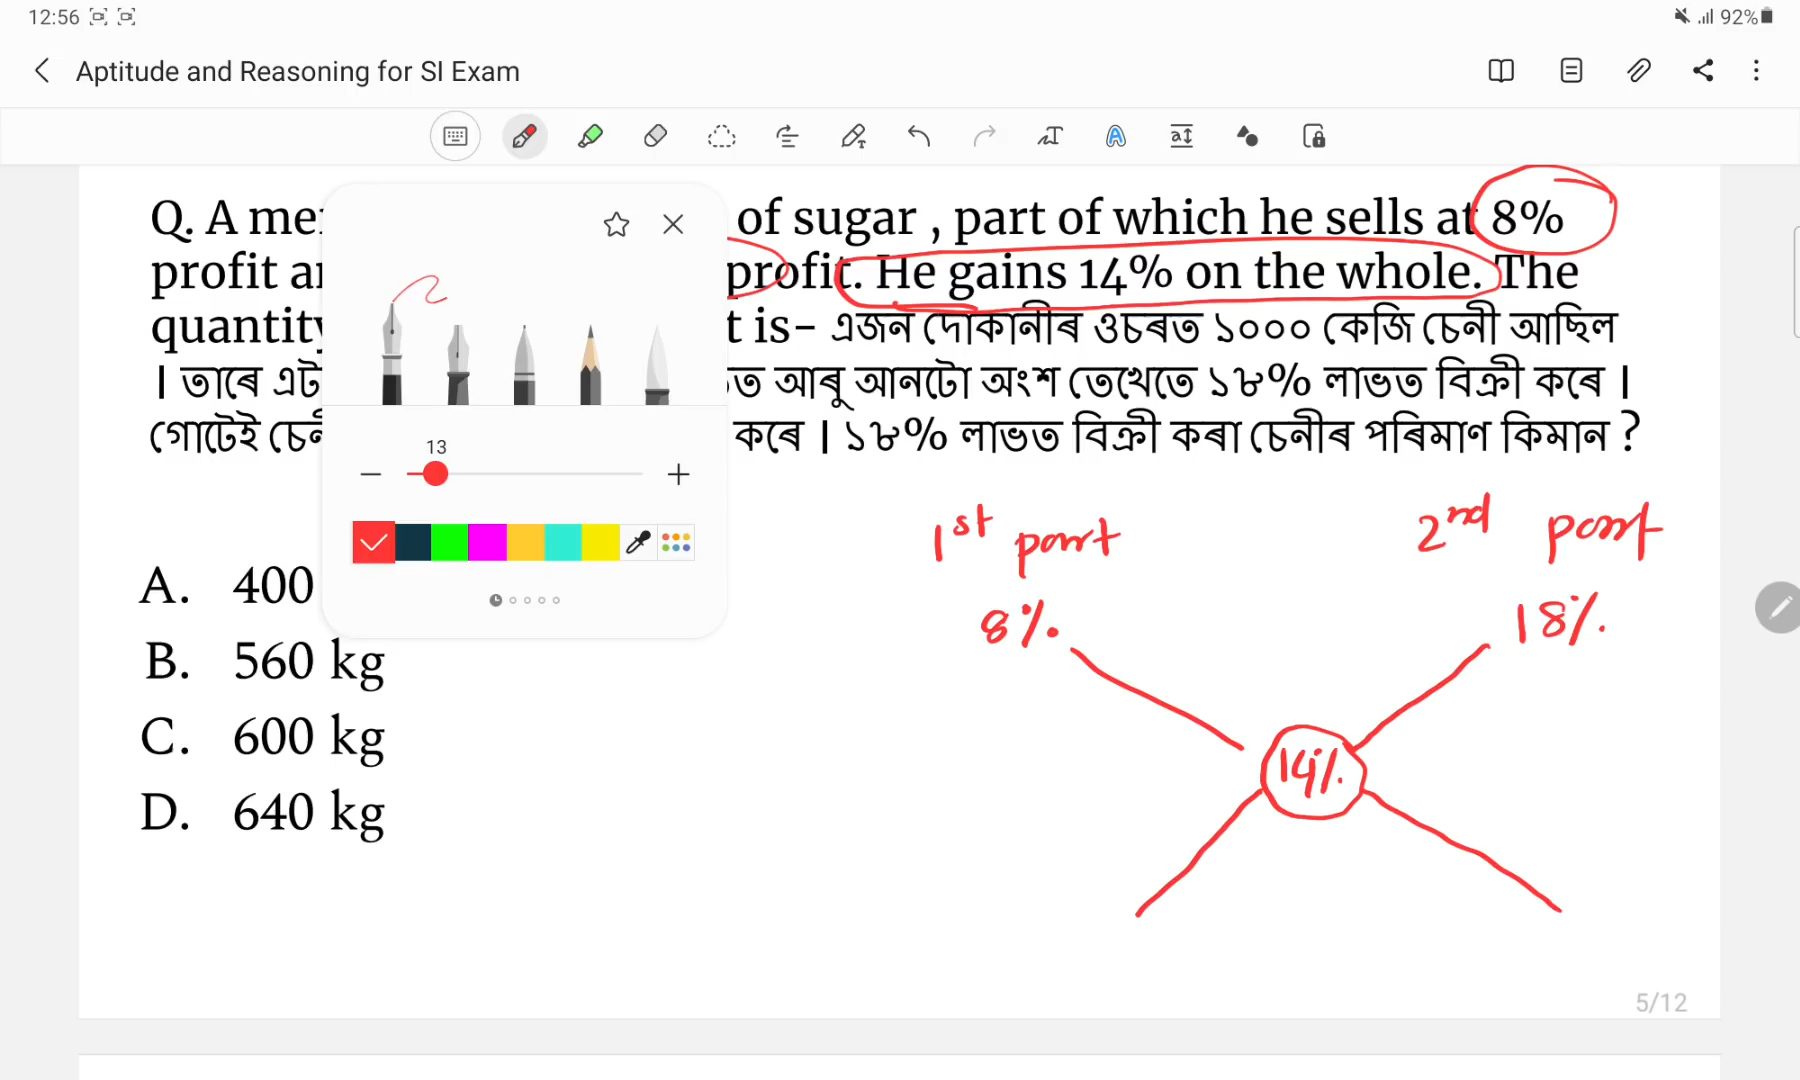 12:56 92%
Aptitude and Reasoning for SI Exam
Q. A of sugar , part of which he sells at 8%
profit profit. He gains 14% on the whole. The
quantity t is- এজন দোকানীৰ ওচৰত ১০০০ কেজি চেনী আছিল
। তাৰে এটা ত আৰু আনটো অংশ তেখেতে ১৮% লাভত বিক্ৰী কৰে ।
গোটেই কৰে । ১৮% লাভত বিক্ৰী কৰা চেনীৰ পৰিমাণ কিমান ?
13
1st part 2nd part
8% 18%
14%
A. 400
B. 560 kg
C. 600 kg
D. 640 kg
5/12